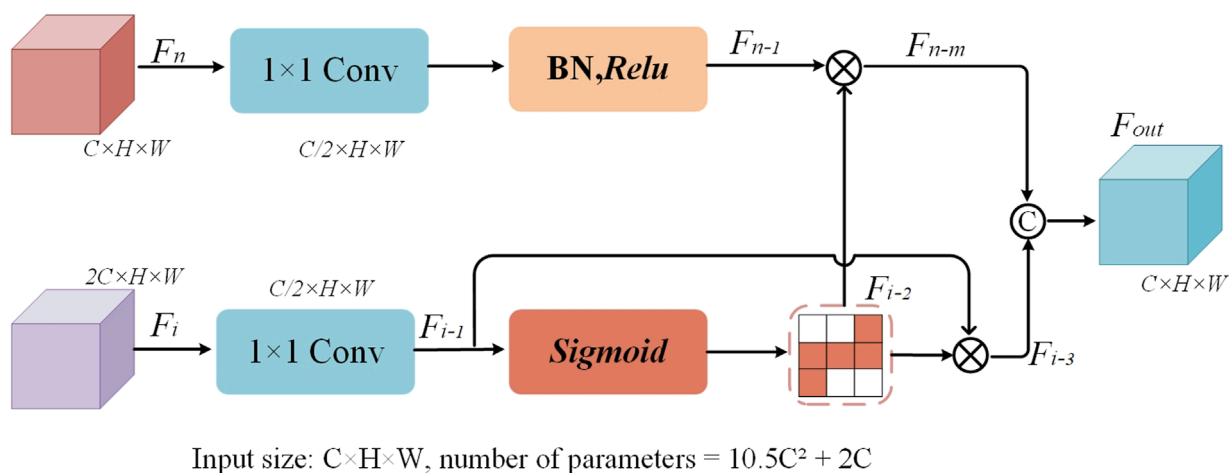 Fn
1×1 Conv
BN,Relu
Fn-1
Fn-m
C×H×W
C/2×H×W
Fout
2C×H×W
C/2×H×W
C×H×W
Fi
1×1 Conv
Fi-1
Sigmoid
Fi-2
Fi-3
C
Input size: C×H×W, number of parameters = 10.5C² + 2C